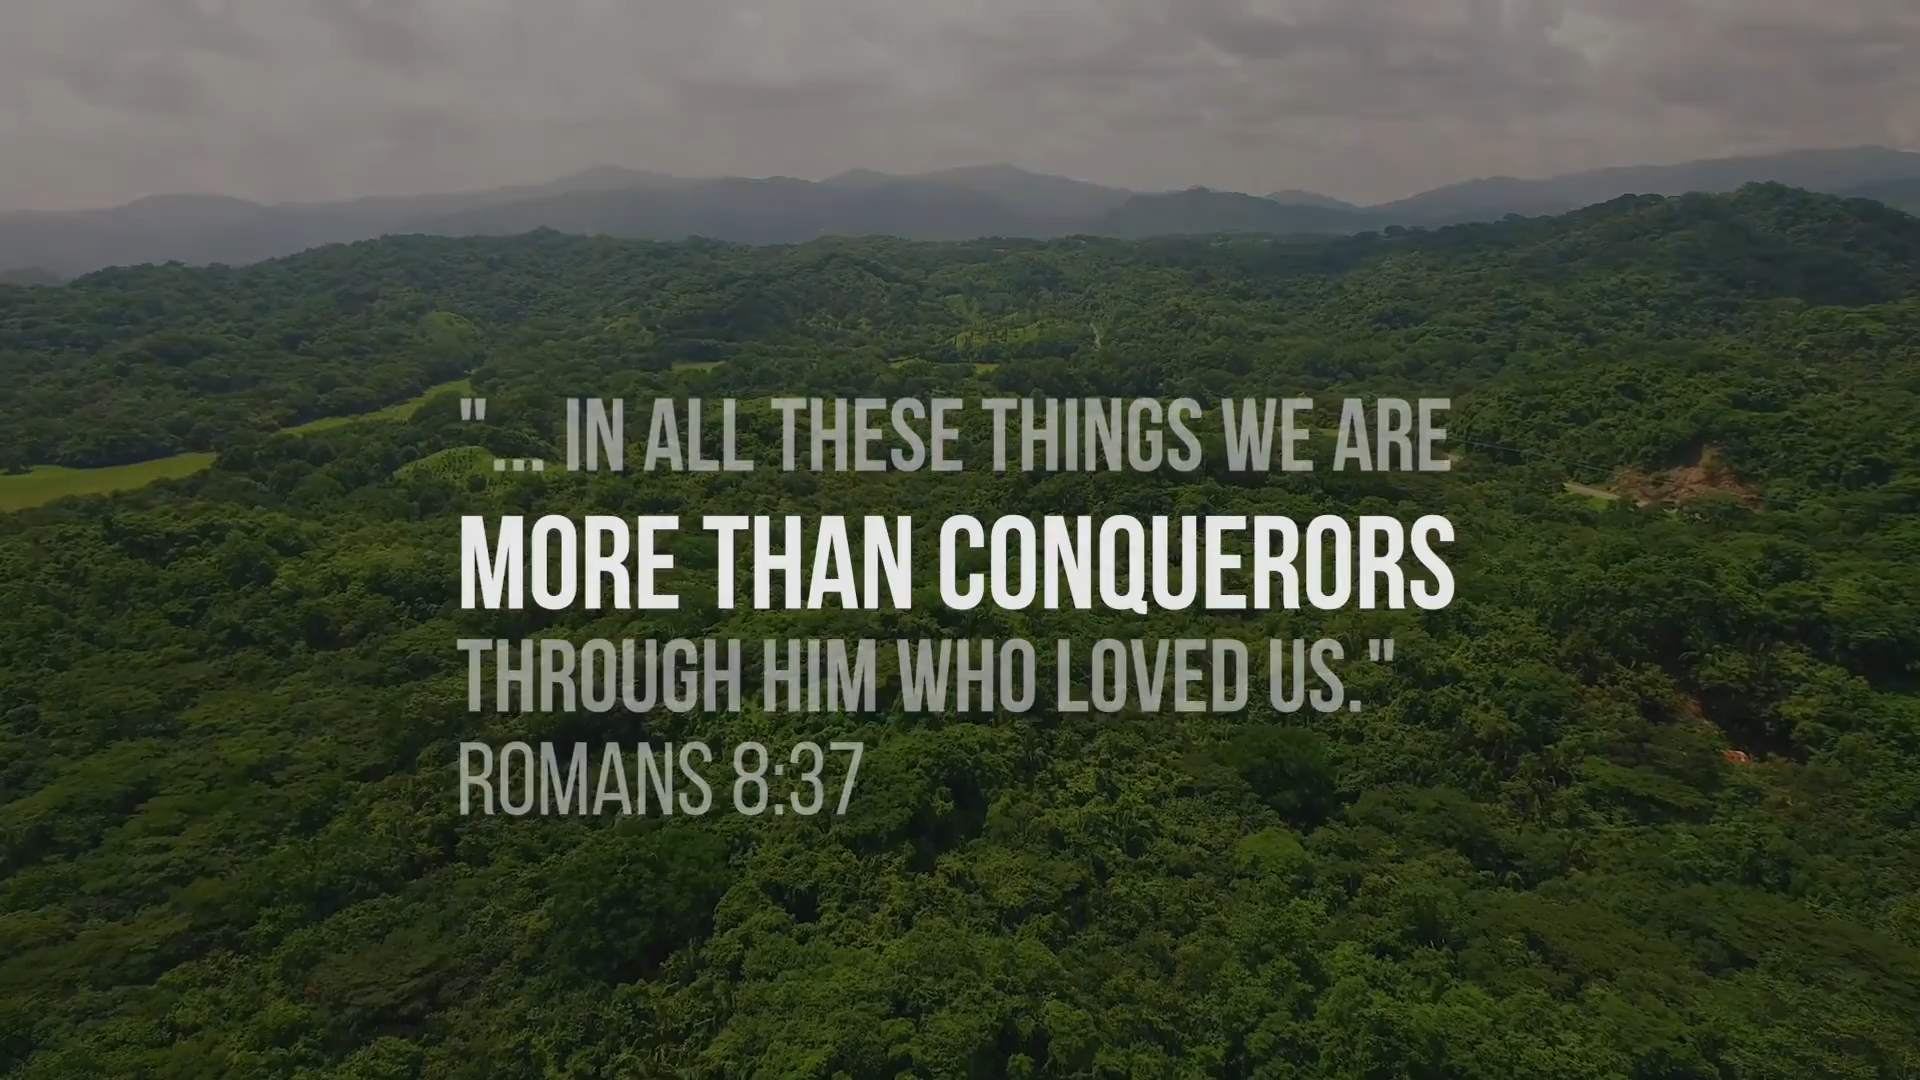 "... IN ALL THESE THINGS WE ARE
MORE THAN CONQUERORS
THROUGH HIM WHO LOVED US."
ROMANS 8:37